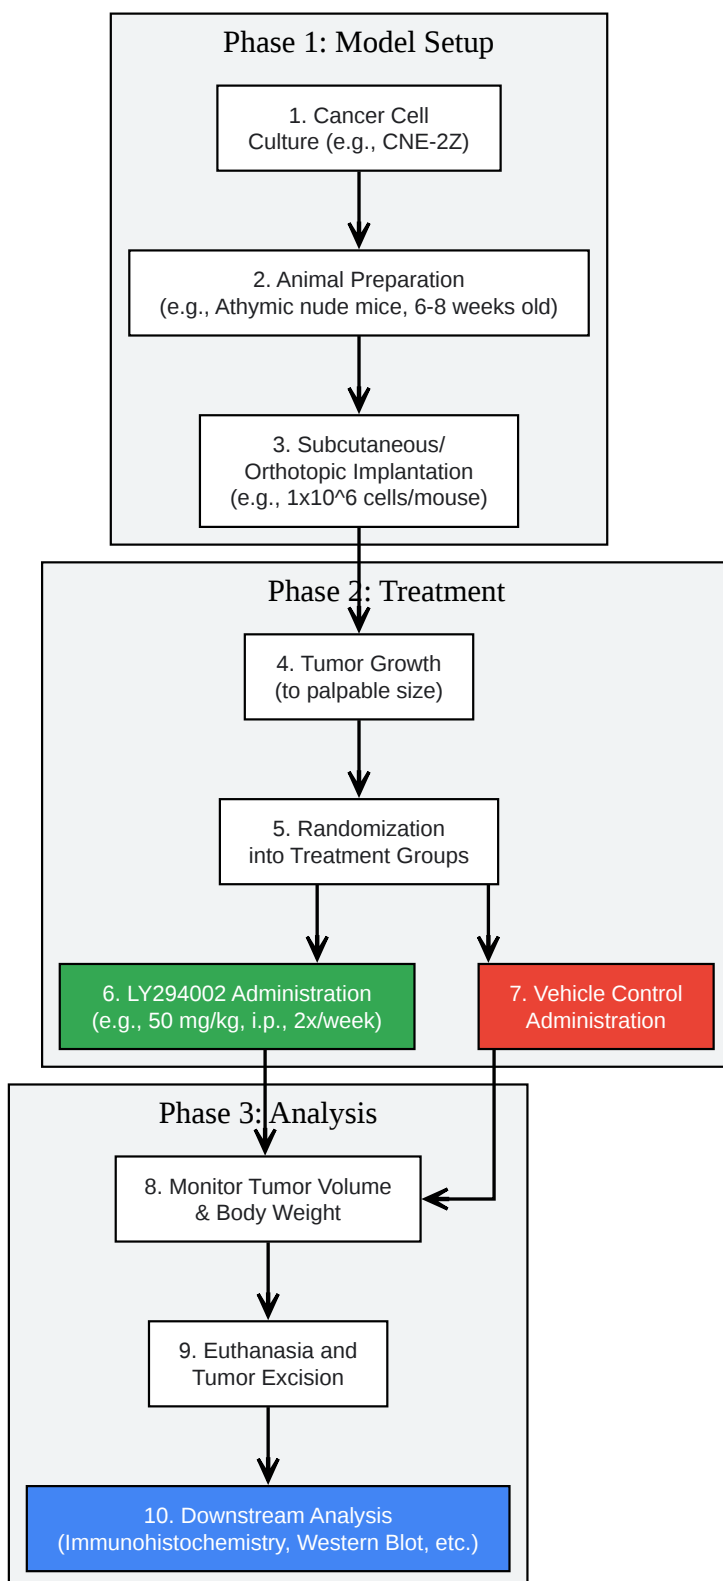 Phase 1: Model Setup
1. Cancer Cell
Culture (e.g., CNE-2Z)
2. Animal Preparation
(e.g., Athymic nude mice, 6-8 weeks old)
3. Subcutaneous/
Orthotopic Implantation
(e.g., 1x10^6 cells/mouse)
Phase 2: Treatment
4. Tumor Growth
(to palpable size)
5. Randomization
into Treatment Groups
6. LY294002 Administration
(e.g., 50 mg/kg, i.p., 2x/week)
7. Vehicle Control
Administration
Phase 3: Analysis
8. Monitor Tumor Volume
& Body Weight
9. Euthanasia and
Tumor Excision
10. Downstream Analysis
(Immunohistochemistry, Western Blot, etc.)